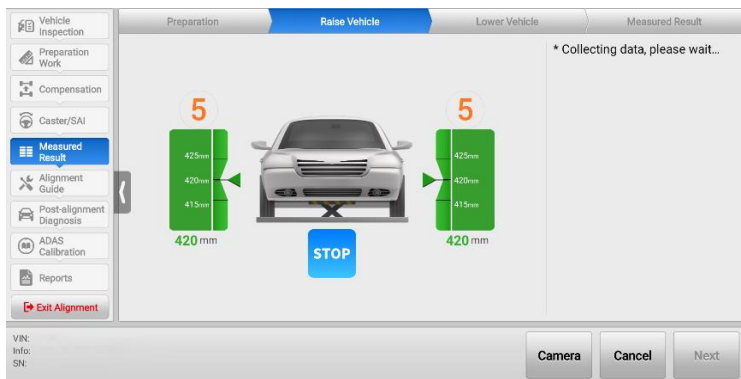 Vehicle
Inspection
Preparation
Work
Compensation
Caster/SAI
Measured
Result
Alignment
Guide
Post-alignment
Diagnosis
ADAS
Calibration
Reports
Exit Alignment
Preparation
Raise Vehicle
Lower Vehicle
Measured Result
* Collecting data, please wait...
5
5
425mm
420mm
415mm
425mm
420mm
415mm
420 mm
420 mm
STOP
VIN:
Info:
SN:
Camera
Cancel
Next